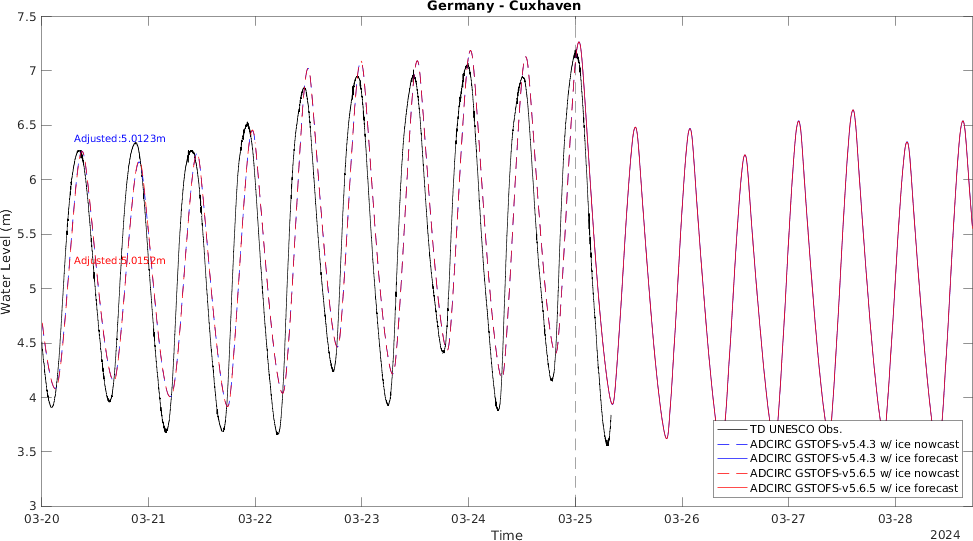 Germany - Cuxhaven
7.5
7
6.5
6
5.5
5
4.5
4
3.5
3
Water Level (m)
Adjusted:5.0123m
Adjusted:5.0152m
TD UNESCO Obs.
ADCIRC GSTOFS-v5.4.3 w/ ice nowcast
ADCIRC GSTOFS-v5.4.3 w/ ice forecast
ADCIRC GSTOFS-v5.6.5 w/ ice nowcast
ADCIRC GSTOFS-v5.6.5 w/ ice forecast
03-20 03-21 03-22 03-23 03-24 03-25 03-26 03-27 03-28
Time
2024